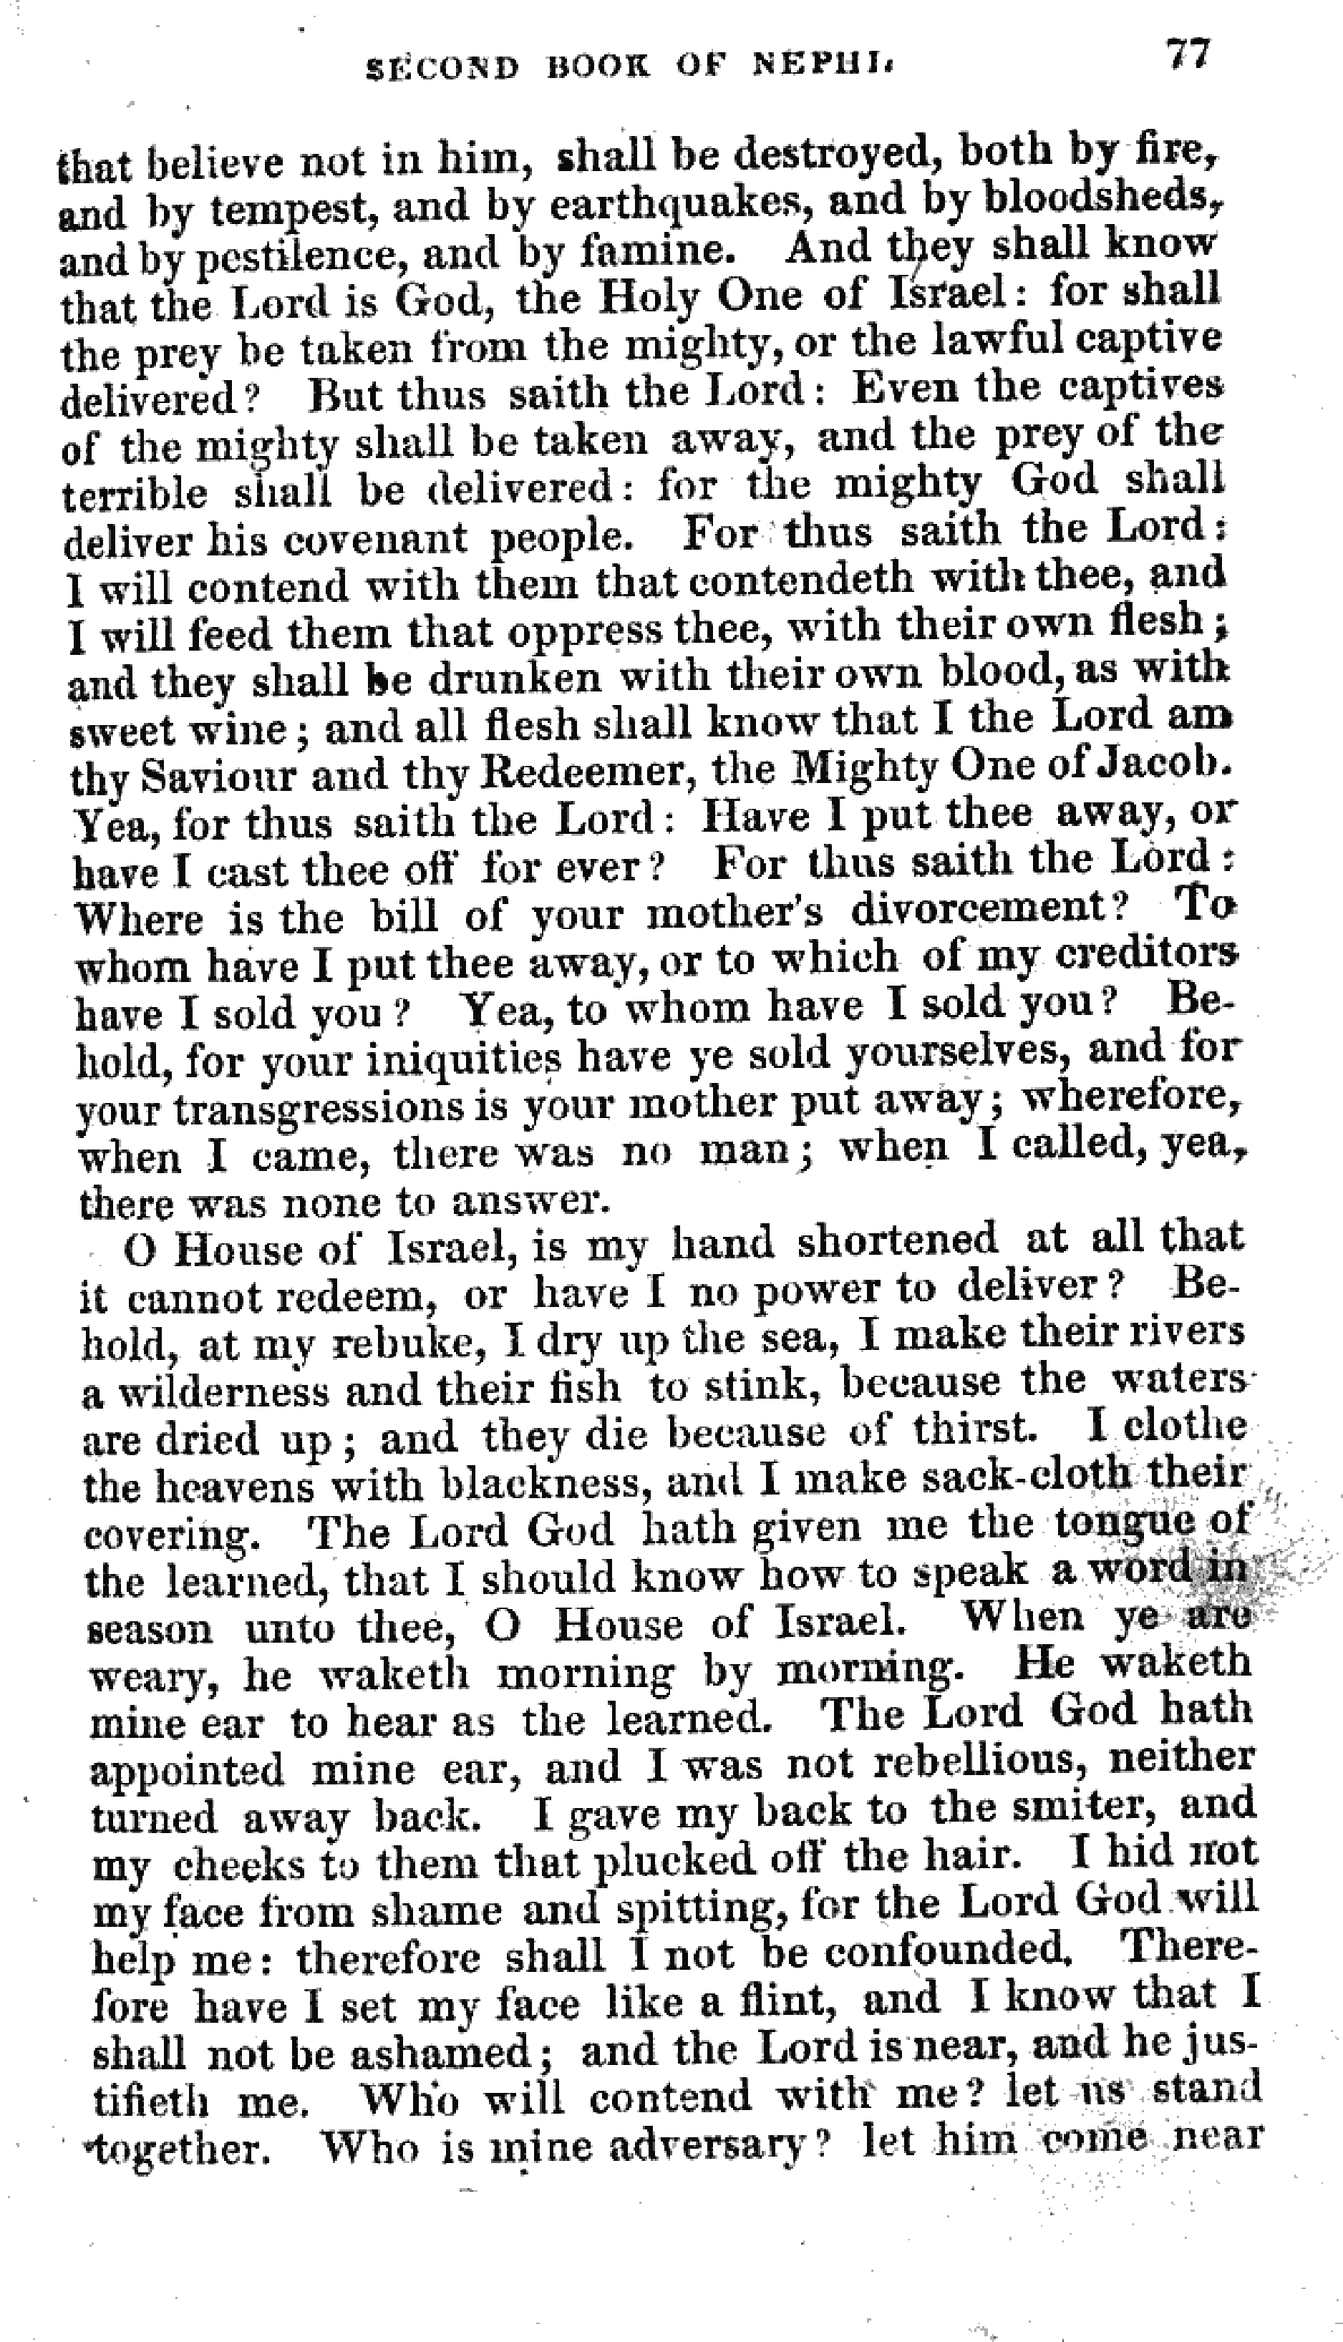 SECOND BOOK OF NEPHI. 77
that believe not in him, shall be destroyed, both by fire,
and by tempest, and by earthquakes, and by bloodsheds,
and by pestilence, and by famine. And they shall know
that the Lord is God, the Holy One of Israel: for shall
the prey be taken from the mighty, or the lawful captive
delivered? But thus saith the Lord: Even the captives
of the mighty shall be taken away, and the prey of the
terrible shall be delivered: for the mighty God shall
deliver his covenant people. For thus saith the Lord:
I will contend with them that contendeth with thee, and
I will feed them that oppress thee, with their own flesh;
and they shall be drunken with their own blood, as with
sweet wine; and all flesh shall know that I the Lord am
thy Saviour and thy Redeemer, the Mighty One of Jacob.
Yea, for thus saith the Lord: Have I put thee away, or
have I cast thee off for ever? For thus saith the Lord:
Where is the bill of your mother's divorcement? To
whom have I put thee away, or to which of my creditors
have I sold you? Yea, to whom have I sold you? Be-
hold, for your iniquities have ye sold yourselves, and for
your transgressions is your mother put away; wherefore,
when I came, there was no man; when I called, yea,
there was none to answer.
O House of Israel, is my hand shortened at all that
it cannot redeem, or have I no power to deliver? Be-
hold, at my rebuke, I dry up the sea, I make their rivers
a wilderness and their fish to stink, because the waters
are dried up; and they die because of thirst. I clothe
the heavens with blackness, and I make sack-cloth their
covering. The Lord God hath given me the tongue of
the learned, that I should know how to speak a word in
season unto thee, O House of Israel. When ye are
weary, he waketh morning by morning. He waketh
mine ear to hear as the learned. The Lord God hath
appointed mine ear, and I was not rebellious, neither
turned away back. I gave my back to the smiter, and
my cheeks to them that plucked off the hair. I hid not
my face from shame and spitting, for the Lord God will
help me: therefore shall I not be confounded. There-
fore have I set my face like a flint, and I know that I
shall not be ashamed; and the Lord is near, and he jus-
tifieth me. Who will contend with me? let us stand
together. Who is mine adversary? let him come near